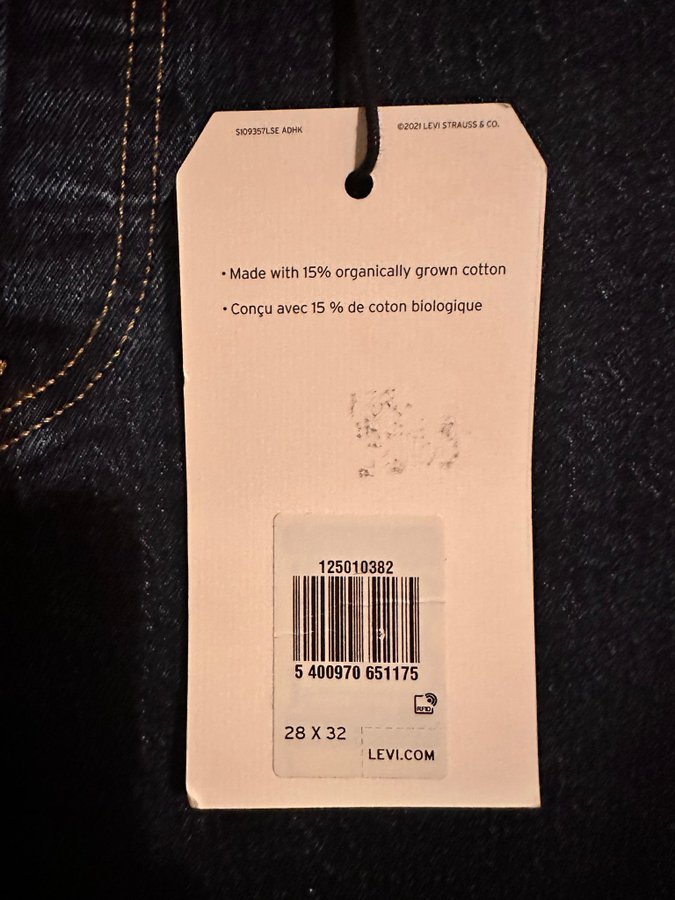 S109357LSE ADHK
©2021 LEVI STRAUSS & CO.
• Made with 15% organically grown cotton
• Conçu avec 15 % de coton biologique
125010382
5 400970 651175
RFID
28 X 32
LEVI.COM